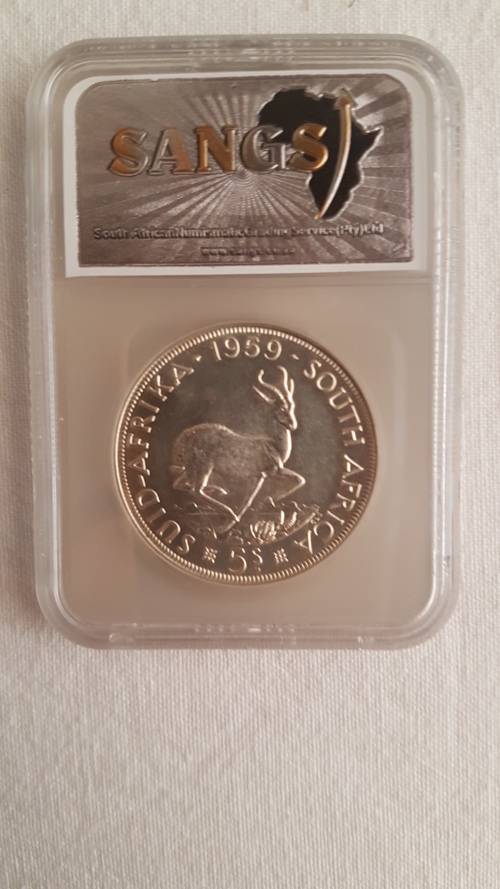 SANGS
South African Numismatic Grading Service (Pty) Ltd
SUID-AFRIKA · 1959 · SOUTH AFRICA
5S